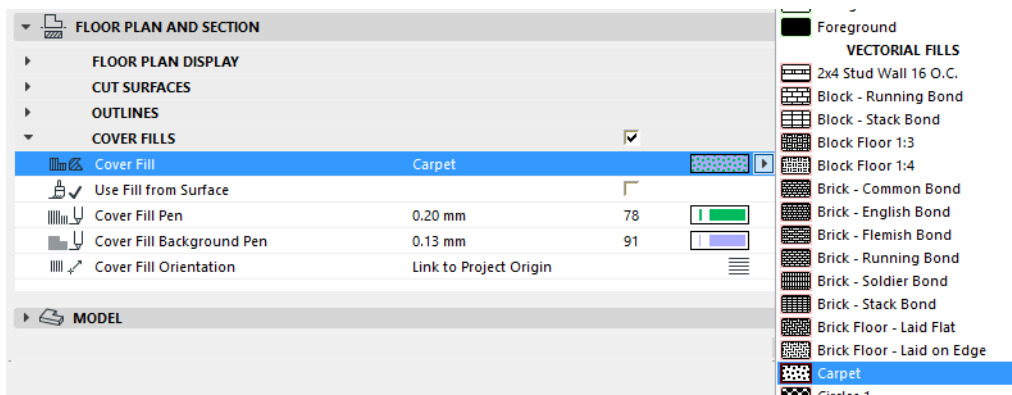 FLOOR PLAN AND SECTION
FLOOR PLAN DISPLAY
CUT SURFACES
OUTLINES
COVER FILLS
Cover Fill Carpet
Use Fill from Surface
Cover Fill Pen 0.20 mm 78
Cover Fill Background Pen 0.13 mm 91
Cover Fill Orientation Link to Project Origin
MODEL
Foreground
VECTORIAL FILLS
2x4 Stud Wall 16 O.C.
Block - Running Bond
Block - Stack Bond
Block Floor 1:3
Block Floor 1:4
Brick - Common Bond
Brick - English Bond
Brick - Flemish Bond
Brick - Running Bond
Brick - Soldier Bond
Brick - Stack Bond
Brick Floor - Laid Flat
Brick Floor - Laid on Edge
Carpet